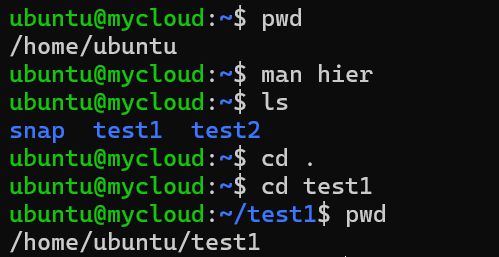 ubuntu@mycloud:~$ pwd
/home/ubuntu
ubuntu@mycloud:~$ man hier
ubuntu@mycloud:~$ ls
snap  test1  test2
ubuntu@mycloud:~$ cd .
ubuntu@mycloud:~$ cd test1
ubuntu@mycloud:~/test1$ pwd
/home/ubuntu/test1